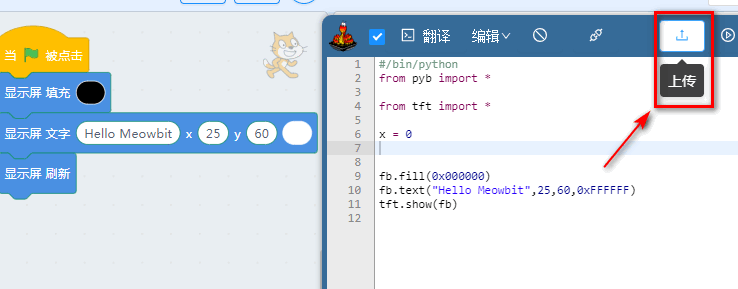 当 被点击
显示屏 填充
显示屏 文字 Hello Meowbit x 25 y 60
显示屏 刷新
翻译 编辑
上传
1 #/bin/python
2 from pyb import *
3
4 from tft import *
5
6 x = 0
7
8
9 fb.fill(0x000000)
10 fb.text("Hello Meowbit",25,60,0xFFFFFF)
11 tft.show(fb)
12